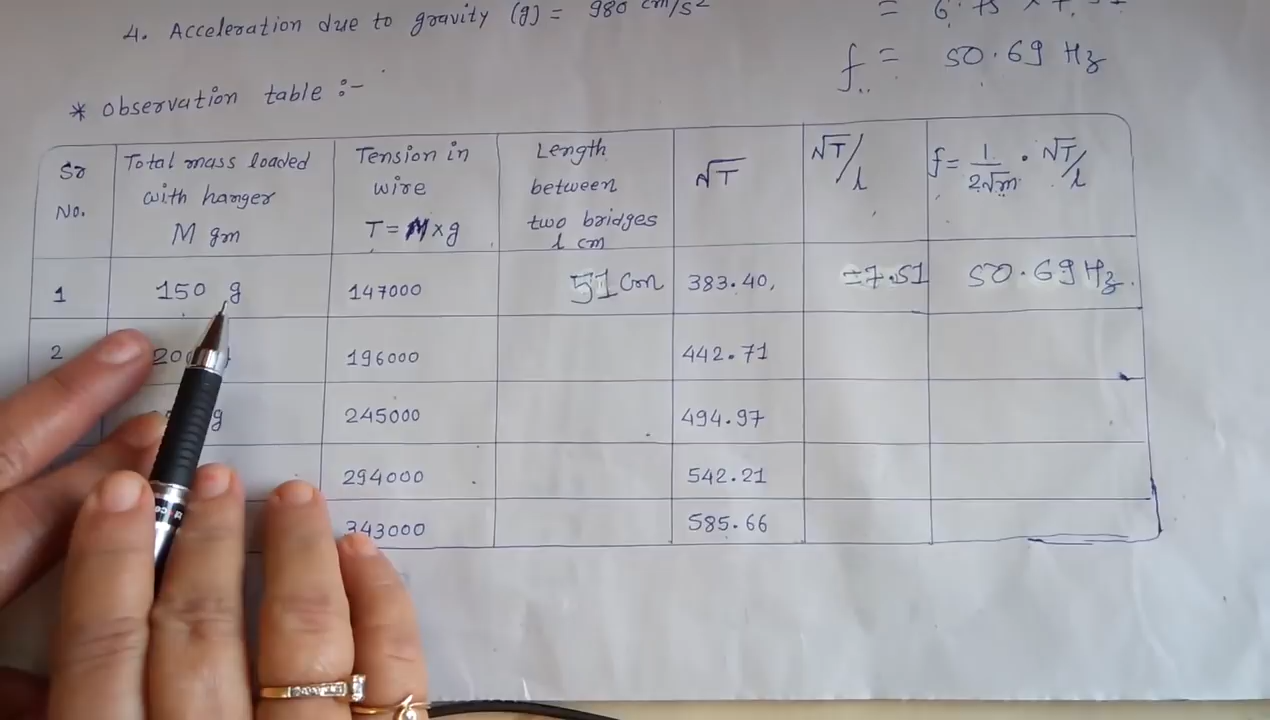 4. Acceleration due to gravity (g) = 980 cm/s²
f = 50.69 Hz
* Observation table :-
Sr No.
Total mass loaded with hanger M gm
Tension in wire T = M×g
Length between two bridges l cm
√T
√T/l
f = 1/2√m · √T/l
1 150 g 147000 51 cm 383.40, =7.51 50.69 Hz.
2 196000 442.71
g 245000 494.97
294000 542.21
343000 585.66